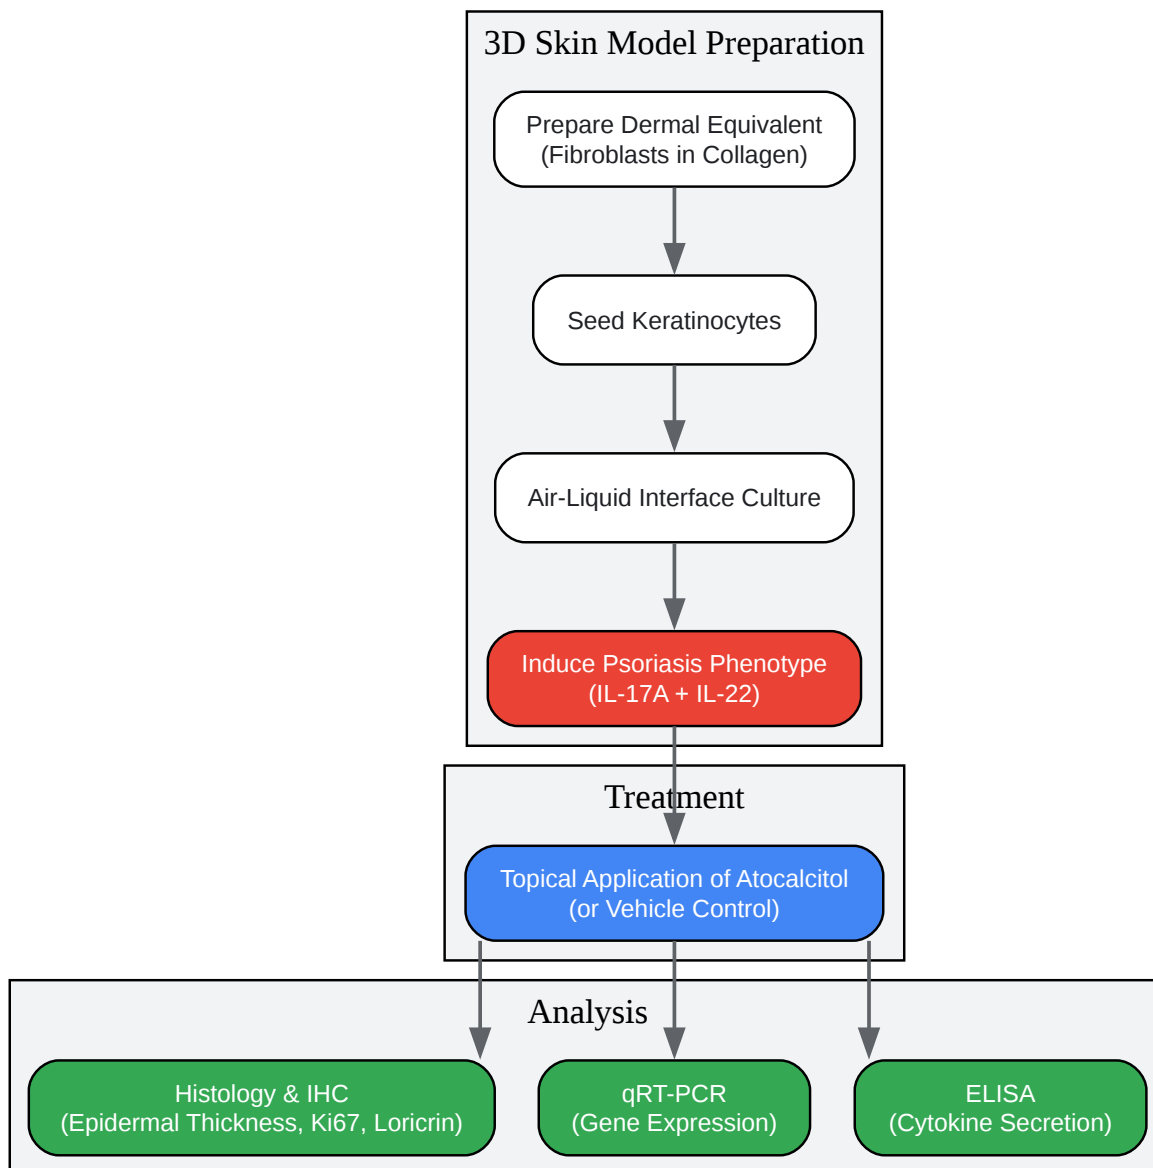 3D Skin Model Preparation
Prepare Dermal Equivalent
(Fibroblasts in Collagen)
Seed Keratinocytes
Air-Liquid Interface Culture
Induce Psoriasis Phenotype
(IL-17A + IL-22)
Treatment
Topical Application of Atocalcitol
(or Vehicle Control)
Analysis
Histology & IHC
(Epidermal Thickness, Ki67, Loricrin)
qRT-PCR
(Gene Expression)
ELISA
(Cytokine Secretion)